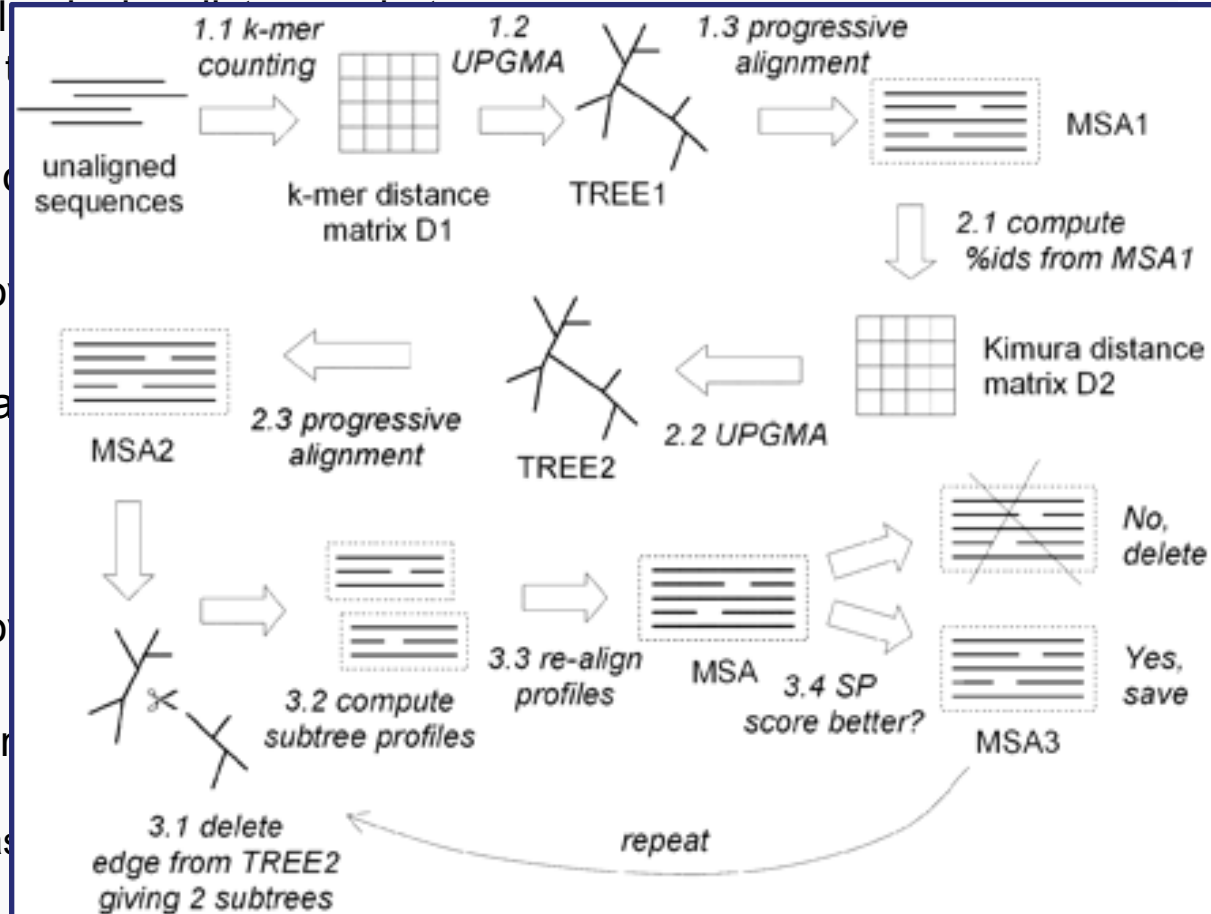 1.1 k-mer
counting
1.2
UPGMA
1.3 progressive
alignment
unaligned
sequences
k-mer distance
matrix D1
TREE1
MSA1
2.1 compute
%ids from MSA1
Kimura distance
matrix D2
2.2 UPGMA
TREE2
2.3 progressive
alignment
MSA2
3.1 delete
edge from TREE2
giving 2 subtrees
3.2 compute
subtree profiles
3.3 re-align
profiles
MSA
3.4 SP
score better?
No,
delete
Yes,
save
MSA3
repeat